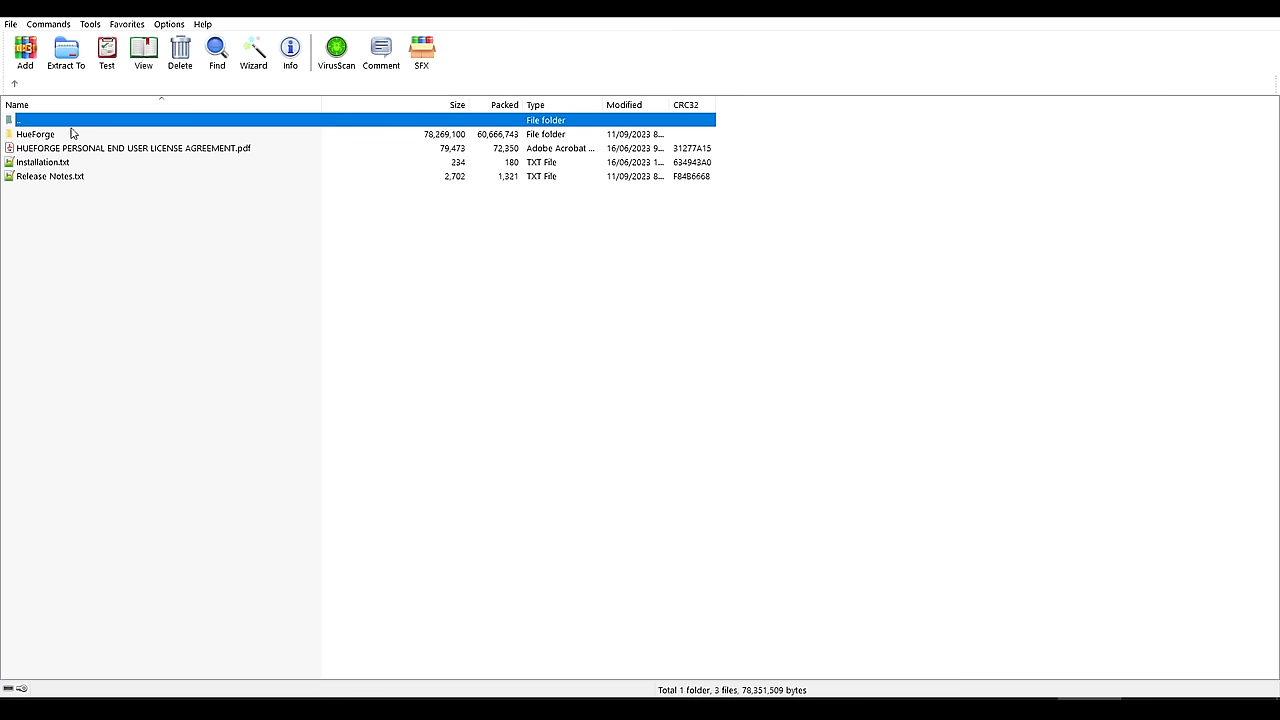 File Commands Tools Favorites Options Help
Add Extract To Test View Delete Find Wizard Info VirusScan Comment SFX
Name Size Packed Type Modified CRC32
.. File folder
HueForge 78,269,100 60,666,743 File folder 11/09/2023 8...
HUEFORGE PERSONAL END USER LICENSE AGREEMENT.pdf 79,473 72,350 Adobe Acrobat ... 16/06/2023 9... 31277A15
Installation.txt 234 180 TXT File 16/06/2023 1... 634943A0
Release Notes.txt 2,702 1,321 TXT File 11/09/2023 8...
Total 1 folder, 3 files, 78,351,509 bytes